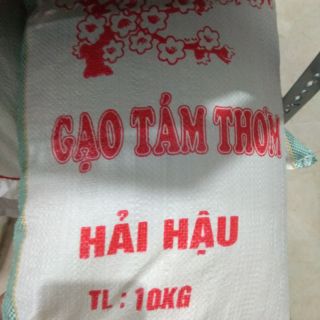 GẠO TÁM THƠM
HẢI HẬU
TL : 10KG